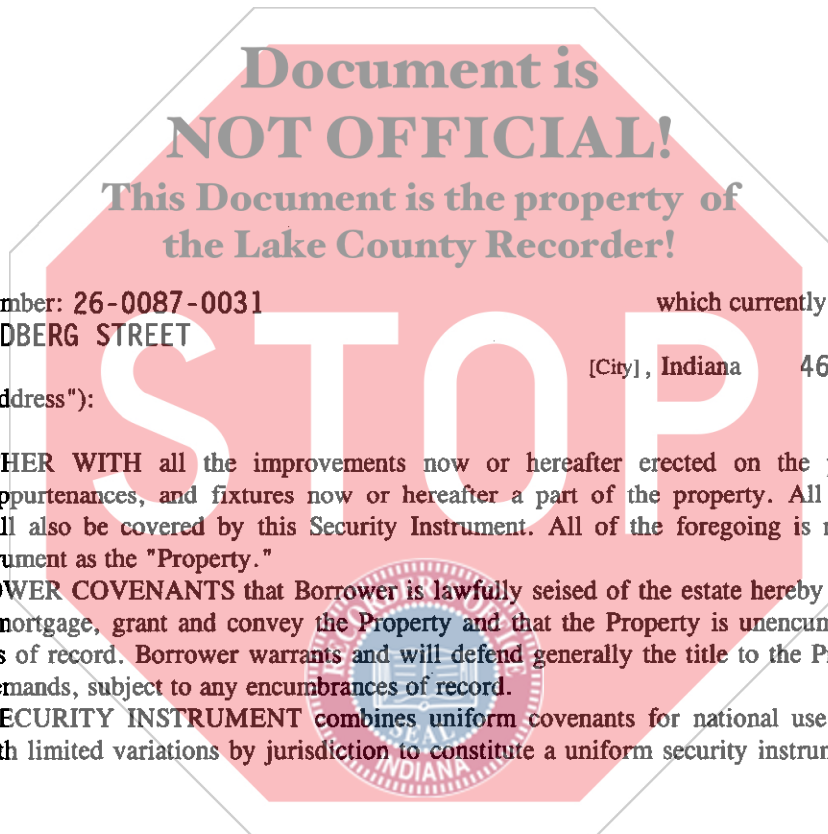 Document is
NOT OFFICIAL!
This Document is the property of
the Lake County Recorder!
STOP
mber: 26-0087-0031 which currently
DBERG STREET
[City], Indiana 46
ddress"):
HER WITH all the improvements now or hereafter erected on the
ppurtenances, and fixtures now or hereafter a part of the property. All
ll also be covered by this Security Instrument. All of the foregoing is
ument as the "Property."
OWER COVENANTS that Borrower is lawfully seised of the estate hereby
mortgage, grant and convey the Property and that the Property is unencum
s of record. Borrower warrants and will defend generally the title to the P
emands, subject to any encumbrances of record.
ECURITY INSTRUMENT combines uniform covenants for national use
th limited variations by jurisdiction to constitute a uniform security instrun
SEAL
INDIANA